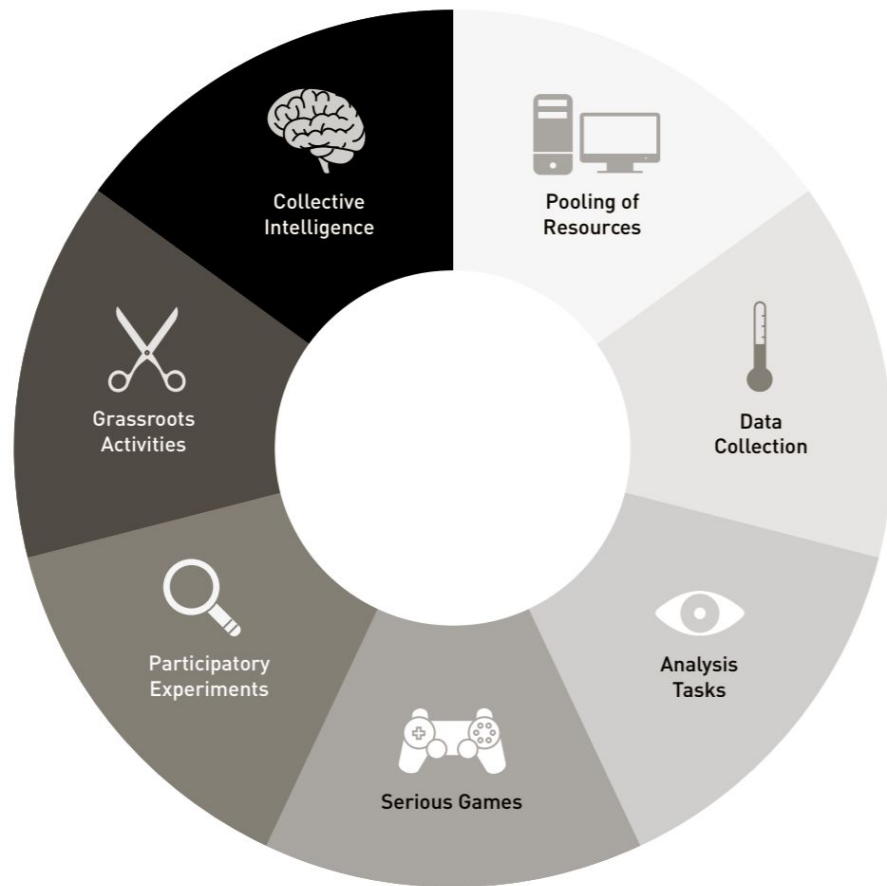 Collective
Intelligence
Pooling of
Resources
Data
Collection
Analysis
Tasks
Serious Games
Participatory
Experiments
Grassroots
Activities